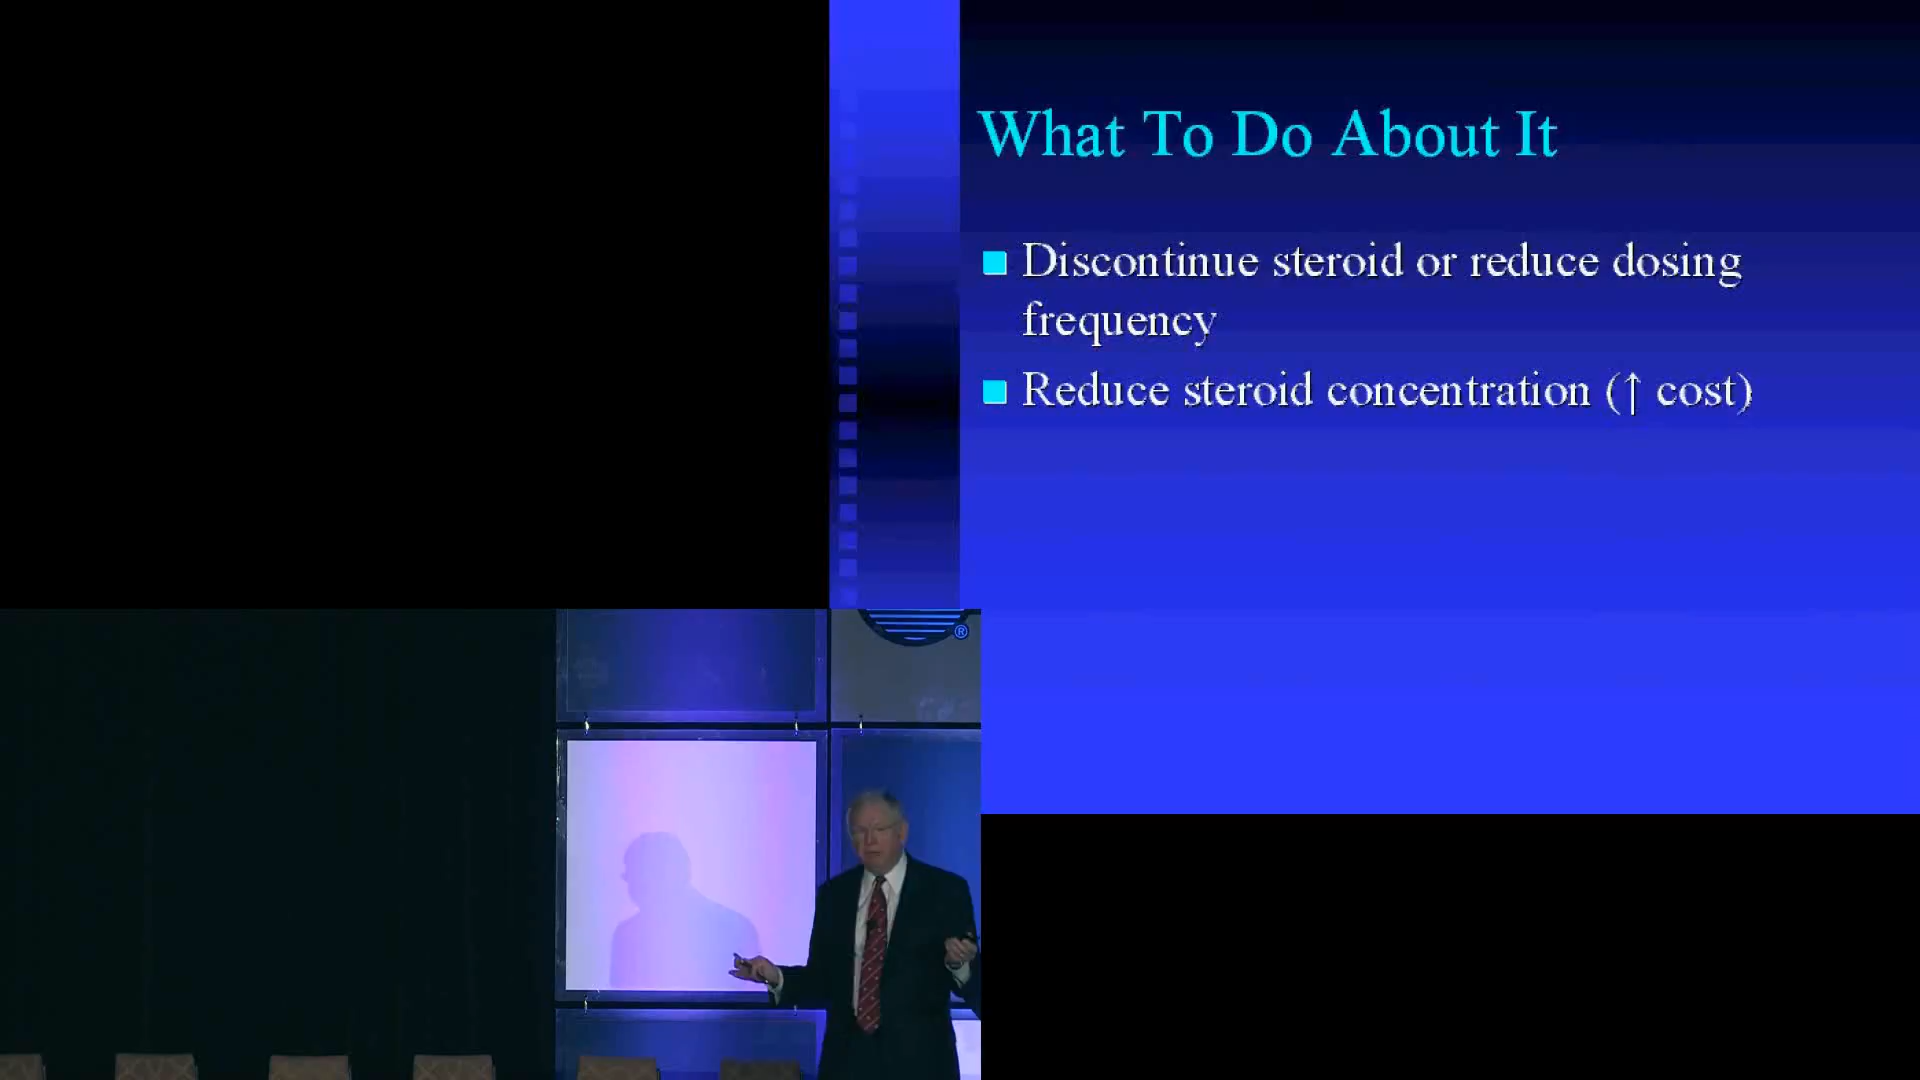 What To Do About It
Discontinue steroid or reduce dosing
frequency
Reduce steroid concentration (↑ cost)
®